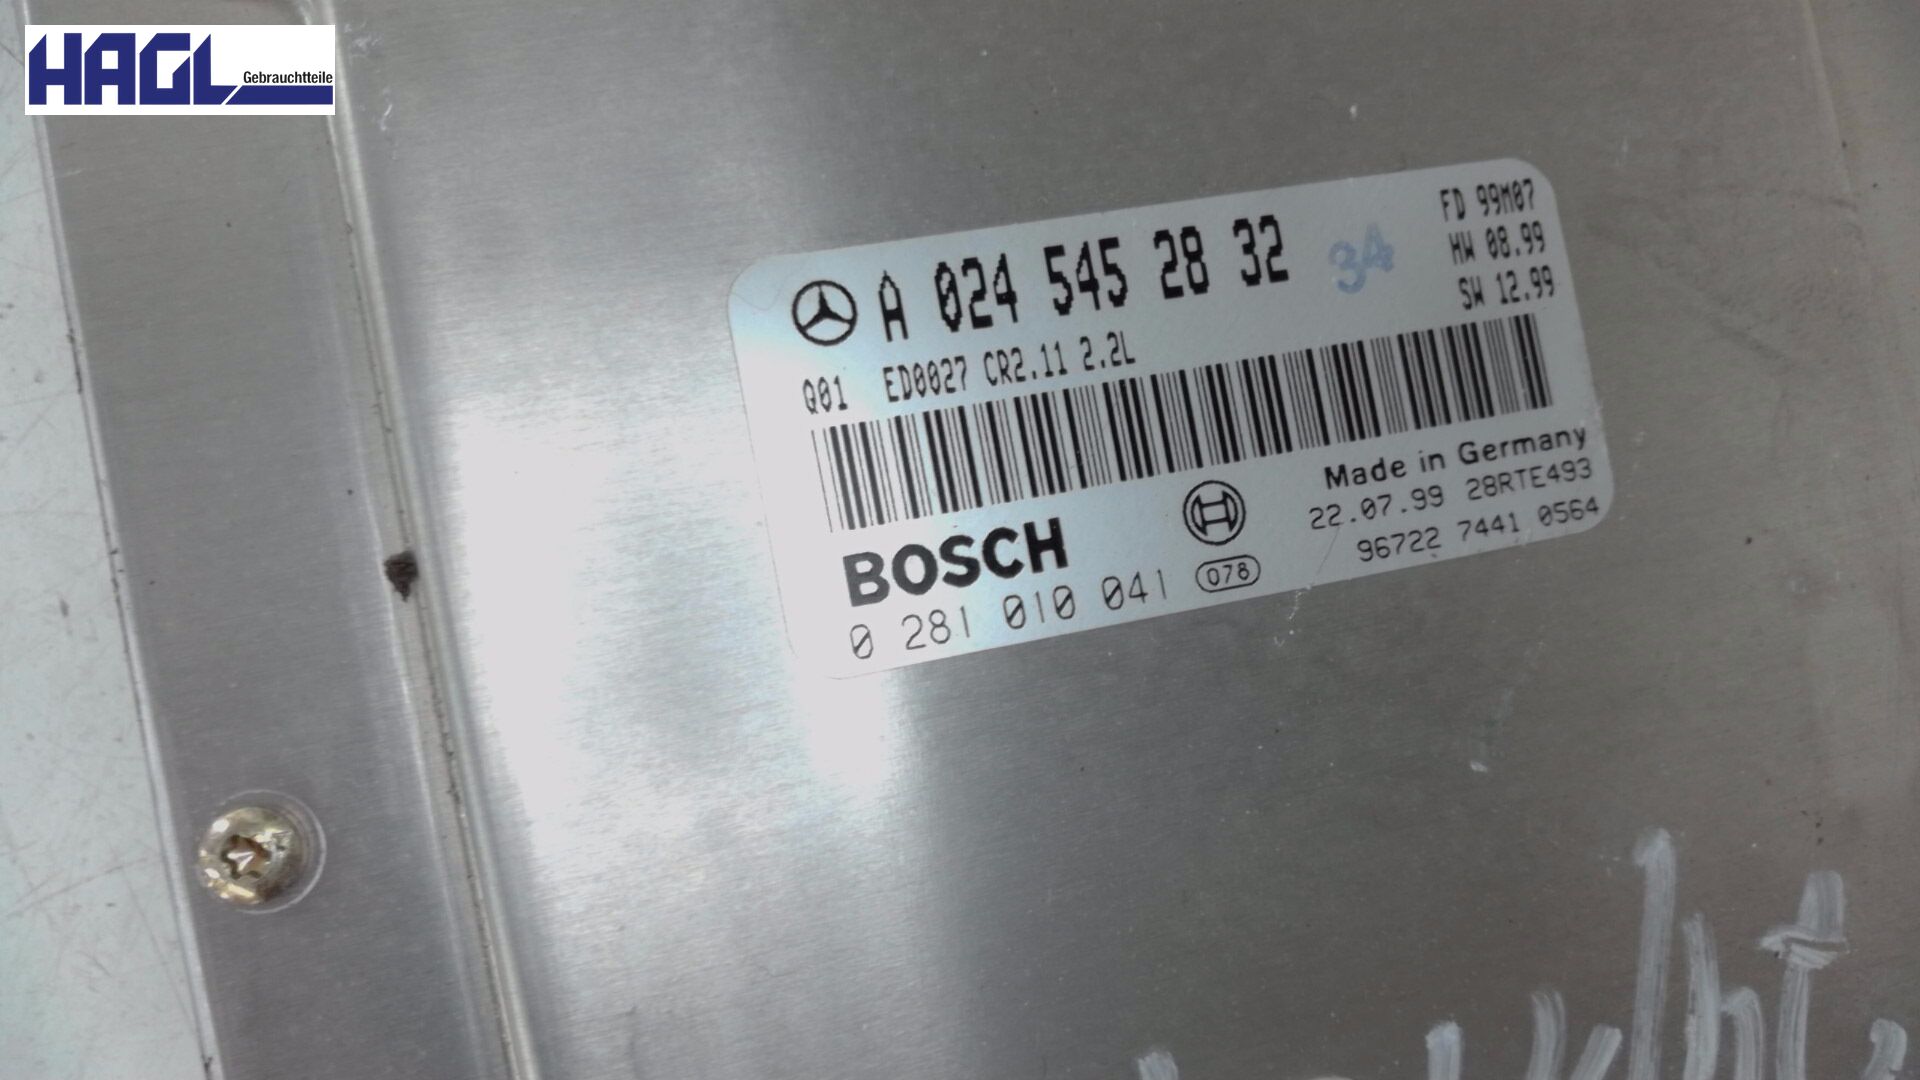 HAGL
Gebrauchtteile
A 024 545 28 32
34
FD 99M07
HW 08.99
SW 12.99
Q01 ED0027 CR2.11 2.2L
Made in Germany
BOSCH
22.07.99 28RTE493
0 281 010 041
078
96722 7441 0564